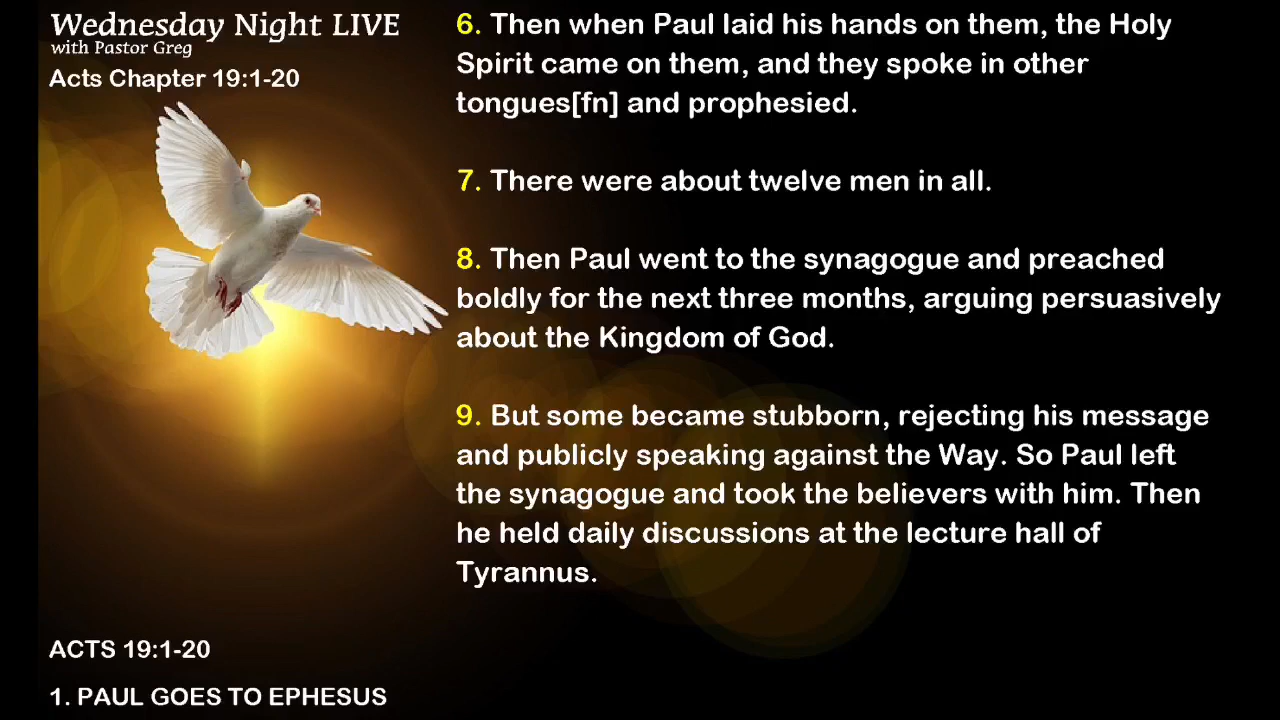 Wednesday Night LIVE
with Pastor Greg
Acts Chapter 19:1-20
6. Then when Paul laid his hands on them, the Holy
Spirit came on them, and they spoke in other
tongues[fn] and prophesied.
7. There were about twelve men in all.
8. Then Paul went to the synagogue and preached
boldly for the next three months, arguing persuasively
about the Kingdom of God.
9. But some became stubborn, rejecting his message
and publicly speaking against the Way. So Paul left
the synagogue and took the believers with him. Then
he held daily discussions at the lecture hall of
Tyrannus.
ACTS 19:1-20
1. PAUL GOES TO EPHESUS